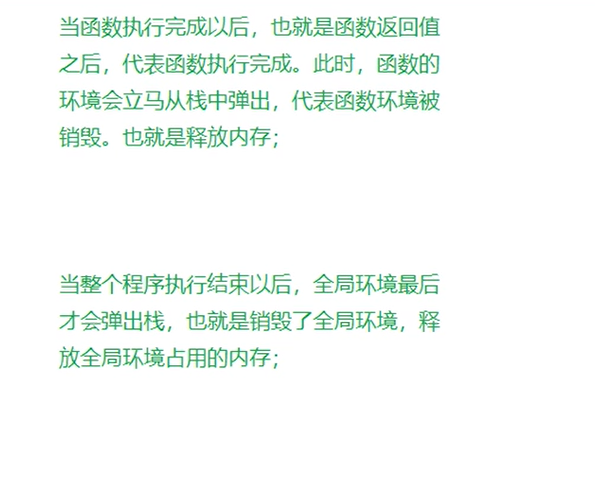 当函数执行完成以后，也就是函数返回值
之后，代表函数执行完成。此时，函数的
环境会立马从栈中弹出，代表函数环境被
销毁。也就是释放内存；
当整个程序执行结束以后，全局环境最后
才会弹出栈，也就是销毁了全局环境，释
放全局环境占用的内存；